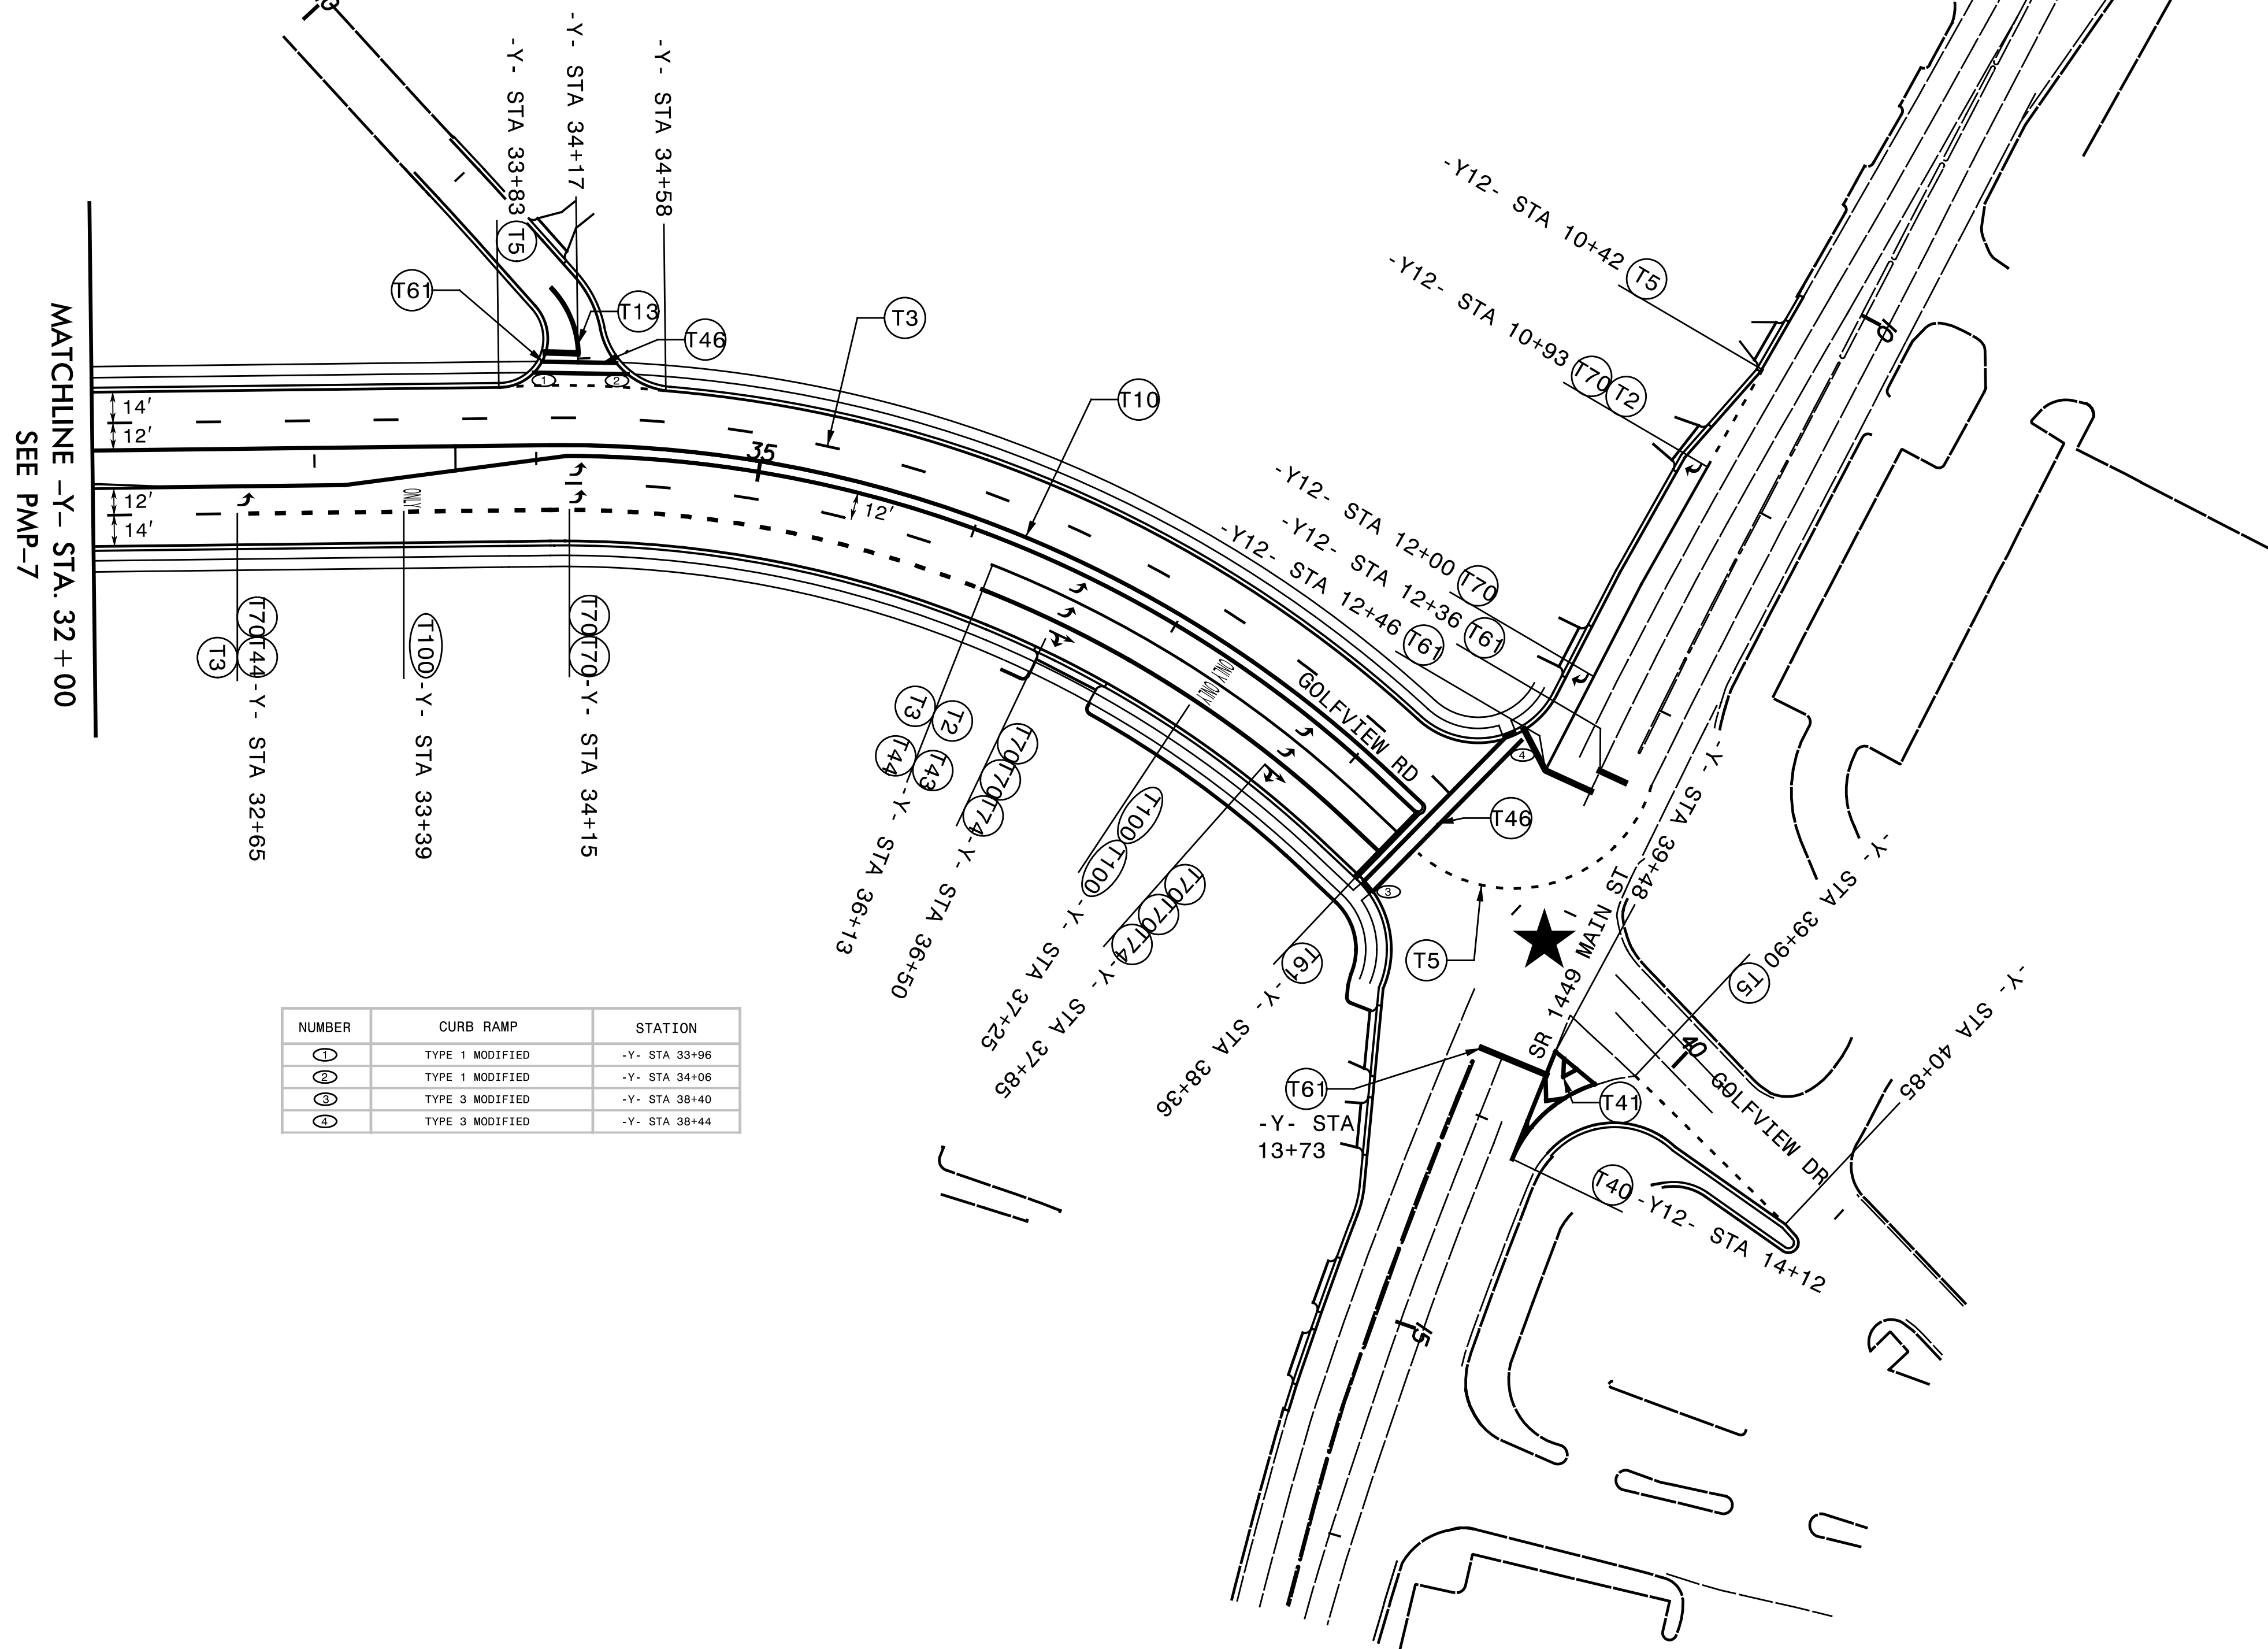 -Y- STA 33+83
T5
-Y- STA 34+17
-Y- STA 34+58
T61
T13
T46
T3
T10
-Y12- STA 10+42 T5
-Y12- STA 10+93 T70 T2
-Y12- STA 12+00 T70
-Y12- STA 12+36 T61
-Y12- STA 12+46 T61
10
MATCHLINE -Y- STA. 32+00
SEE PMP-7
14'
12'
12'
14'
ONLY
35
12'
1
2
T3
T70 T44 -Y- STA 32+65
T100 -Y- STA 33+39
T70 T70 -Y- STA 34+15
T3 T2
T44 T43 -Y- STA 36+13
T70 T70 T74 -Y- STA 36+50
ONLY ONLY
T100 T100 -Y- STA 37+25
T70 T70 T74 -Y- STA 37+85
T61 -Y- STA 38+36
GOLFVIEW RD
4
3
T46
T5
-Y- STA 39+48
SR 1449 MAIN ST
-Y- STA 39+90
T5
-Y- STA 40+85
40
GOLFVIEW DR
T61
-Y- STA
13+73
T41
T40 -Y12- STA 14+12
15
NUMBER CURB RAMP STATION
1 TYPE 1 MODIFIED -Y- STA 33+96
2 TYPE 1 MODIFIED -Y- STA 34+06
3 TYPE 3 MODIFIED -Y- STA 38+40
4 TYPE 3 MODIFIED -Y- STA 38+44